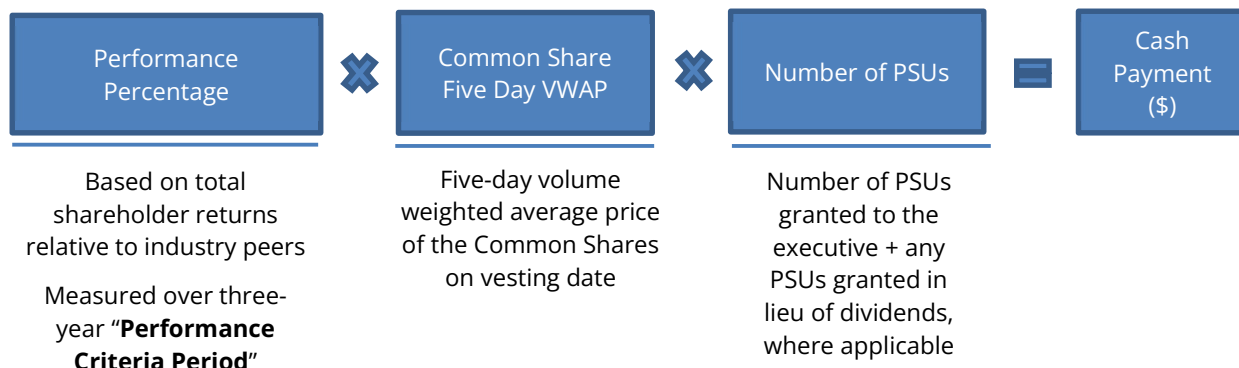 Performance
Percentage
Common Share
Five Day VWAP
Number of PSUs
Cash
Payment
($)
Based on total
shareholder returns
relative to industry peers
Measured over three-
year “Performance
Criteria Period”
Five-day volume
weighted average price
of the Common Shares
on vesting date
Number of PSUs
granted to the
executive + any
PSUs granted in
lieu of dividends,
where applicable